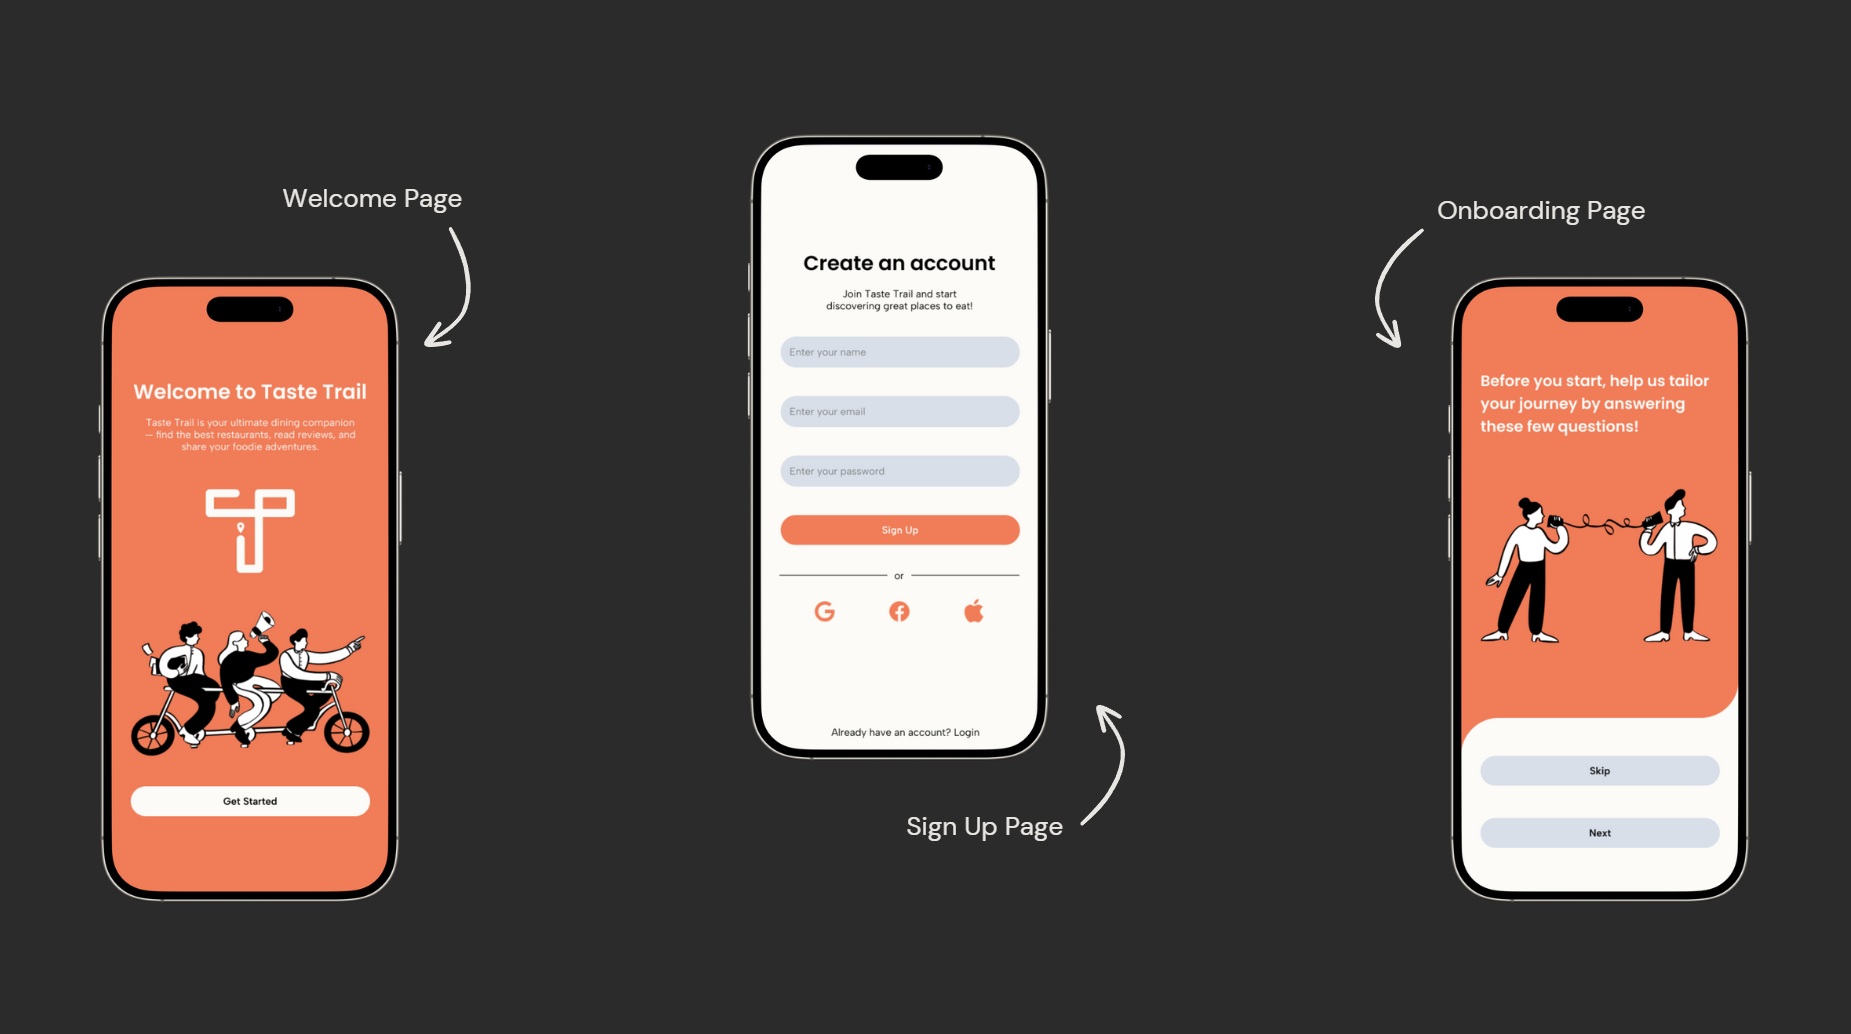 Welcome Page
Welcome to Taste Trail
Taste Trail is your ultimate dining companion
— find the best restaurants, read reviews, and
share your foodie adventures.
Get Started
Create an account
Join Taste Trail and start
discovering great places to eat!
Enter your name
Enter your email
Enter your password
Sign Up
or
Already have an account? Login
Sign Up Page
Onboarding Page
Before you start, help us tailor
your journey by answering
these few questions!
Skip
Next